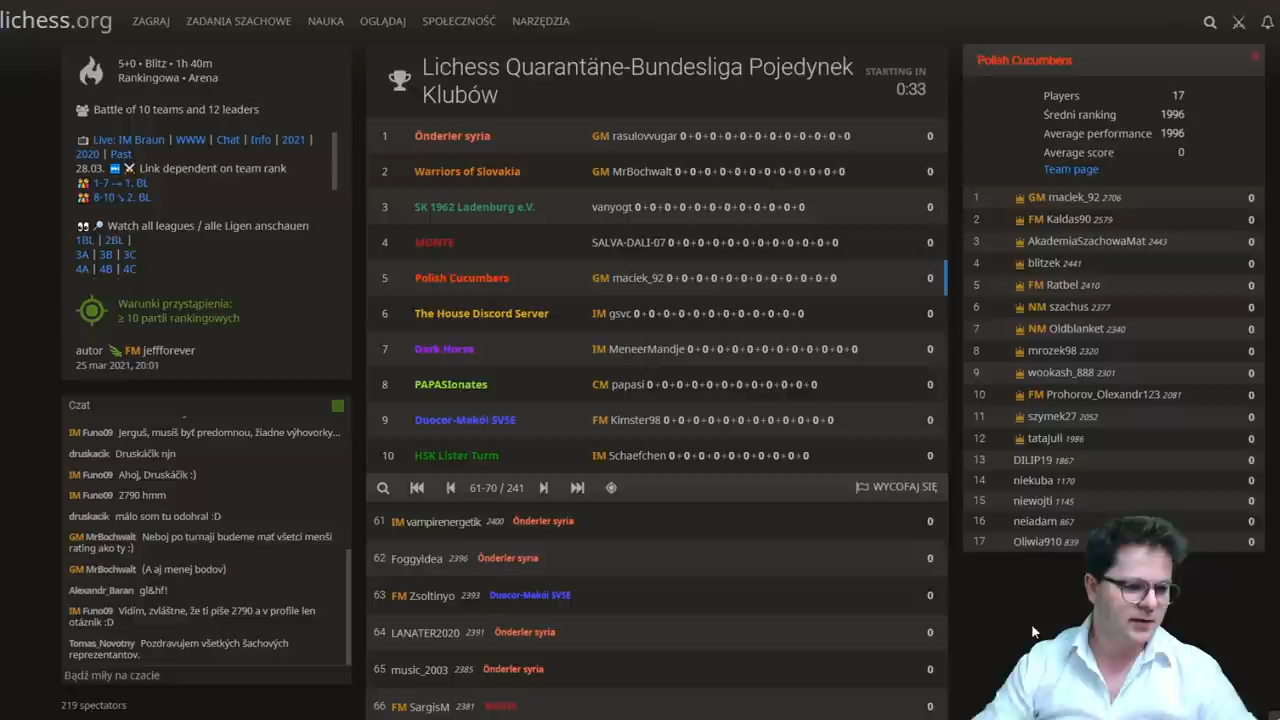 lichess.org
ZAGRAJ ZADANIA SZACHOWE NAUKA OGLĄDAJ SPOŁECZNOŚĆ NARZĘDZIA
5+0 • Blitz • 1h 40m
Rankingowa • Arena
Battle of 10 teams and 12 leaders
Live: IM Braun | WWW | Chat | Info | 2021 |
2020 | Past
28.03. Link dependent on team rank
1-7 → 1. BL
8-10 ↘ 2. BL
Watch all leagues / alle Ligen anschauen
1BL | 2BL |
3A | 3B | 3C
4A | 4B | 4C
Warunki przystąpienia:
≥ 10 partii rankingowych
autor FM jeffforever
25 mar 2021, 20:01
Czat
IM Funo09 Jerguš, musíš byť predomnou, žiadne výhovorky...
druskacik Druskáčik njn
IM Funo09 Ahoj, Druskáčik :)
IM Funo09 2790 hmm
druskacik málo som tu odohral :D
GM MrBochwalt Neboj po turnaji budeme mať všetci menší
rating ako ty :)
GM MrBochwalt (A aj menej bodov)
Alexandr_Baran gl&hf!
IM Funo09 Vidím, zvláštne, že ti píše 2790 a v profile len
otáznik :D
Tomas_Novotny Pozdravujem všetkých šachových
reprezentantov.
Bądź miły na czacie
219 spectators
Lichess Quarantäne-Bundesliga Pojedynek
Klubów
STARTING IN
0:33
1 Önderler syria GM rasulovvugar 0+0+0+0+0+0+0+0+0+0 0
2 Warriors of Slovakia GM MrBochwalt 0+0+0+0+0+0+0+0+0+0 0
3 SK 1962 Ladenburg e.V. vanyogt 0+0+0+0+0+0+0+0+0+0 0
4 MONTE SALVA-DALI-07 0+0+0+0+0+0+0+0+0+0 0
5 Polish Cucumbers GM maciek_92 0+0+0+0+0+0+0+0+0+0 0
6 The House Discord Server IM gsvc 0+0+0+0+0+0+0+0+0+0 0
7 Dark Horse IM MeneerMandje 0+0+0+0+0+0+0+0+0+0 0
8 PAPASIonates CM papasi 0+0+0+0+0+0+0+0+0+0 0
9 Duocor-Makói SVSE FM Kimster98 0+0+0+0+0+0+0+0+0+0 0
10 HSK Lister Turm IM Schaefchen 0+0+0+0+0+0+0+0+0+0 0
61-70 / 241
WYCOFAJ SIĘ
61 IM vampirenergetik 2400 Önderler syria 0
62 Foggyidea 2396 Önderler syria 0
63 FM Zsoltinyo 2393 Duocor-Makói SVSE 0
64 LANATER2020 2391 Önderler syria 0
65 music_2003 2385 Önderler syria 0
66 FM SargisM 2381 MONTE 0
Polish Cucumbers
Players 17
Średni ranking 1996
Average performance 1996
Average score 0
Team page
1 GM maciek_92 2706 0
2 FM Kaldas90 2579 0
3 AkademiaSzachowaMat 2443 0
4 blitzek 2441 0
5 FM Ratbel 2410 0
6 NM szachus 2377 0
7 NM Oldblanket 2340 0
8 mrozek98 2320 0
9 wookash_888 2301 0
10 FM Prohorov_Olexandr123 2081 0
11 szymek27 2052 0
12 tataJuli 1986 0
13 DILIP19 1867 0
14 niekuba 1170 0
15 niewojti 1145 0
16 neiadam 867 0
17 Oliwia910 839 0